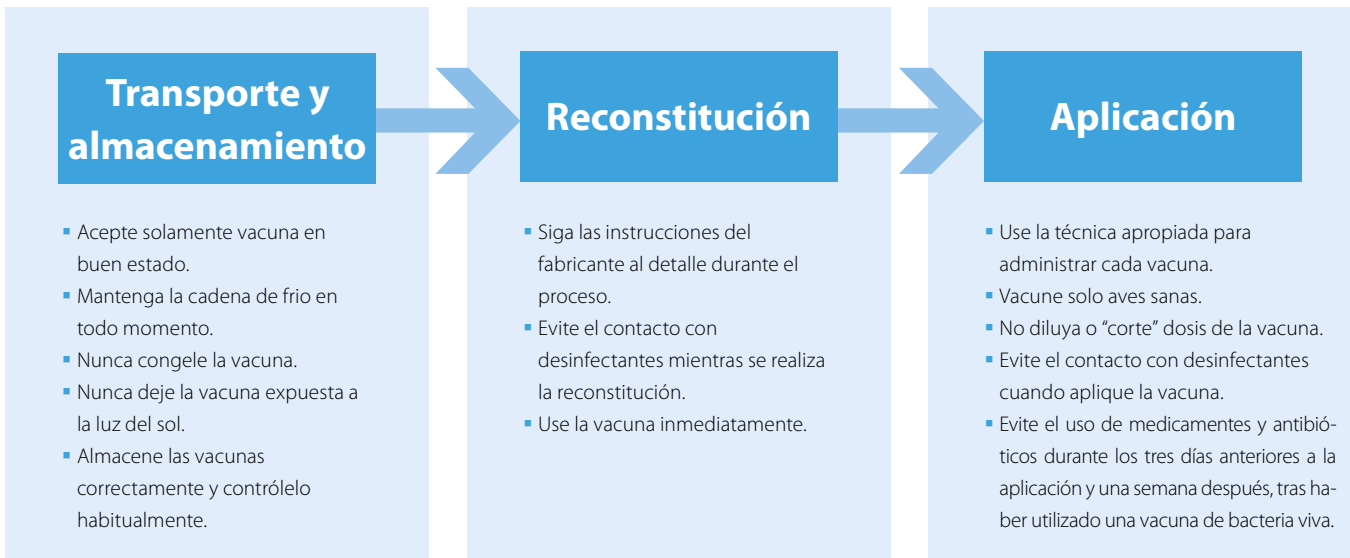 Transporte y
almacenamiento
▪ Acepte solamente vacuna en
buen estado.
▪ Mantenga la cadena de frio en
todo momento.
▪ Nunca congele la vacuna.
▪ Nunca deje la vacuna expuesta a
la luz del sol.
▪ Almacene las vacunas
correctamente y contrólelo
habitualmente.
Reconstitución
▪ Siga las instrucciones del
fabricante al detalle durante el
proceso.
▪ Evite el contacto con
desinfectantes mientras se realiza
la reconstitución.
▪ Use la vacuna inmediatamente.
Aplicación
▪ Use la técnica apropiada para
administrar cada vacuna.
▪ Vacune solo aves sanas.
▪ No diluya o “corte” dosis de la vacuna.
▪ Evite el contacto con desinfectantes
cuando aplique la vacuna.
▪ Evite el uso de medicamentes y antibió-
ticos durante los tres días anteriores a la
aplicación y una semana después, tras ha-
ber utilizado una vacuna de bacteria viva.